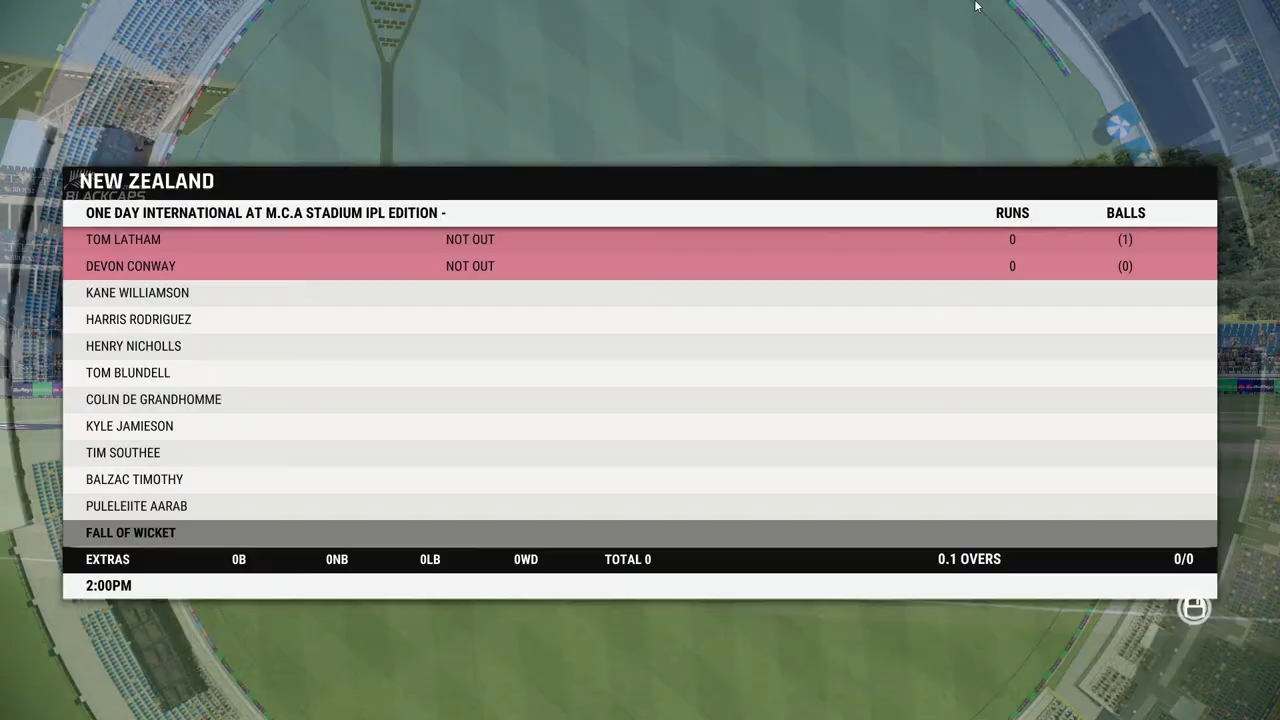 NEW ZEALAND
BLACKCAPS
ONE DAY INTERNATIONAL AT M.C.A STADIUM IPL EDITION - RUNS BALLS
TOM LATHAM NOT OUT 0 (1)
DEVON CONWAY NOT OUT 0 (0)
KANE WILLIAMSON
HARRIS RODRIGUEZ
HENRY NICHOLLS
TOM BLUNDELL
COLIN DE GRANDHOMME
KYLE JAMIESON
TIM SOUTHEE
BALZAC TIMOTHY
PULELEIITE AARAB
FALL OF WICKET
EXTRAS 0B 0NB 0LB 0WD TOTAL 0 0.1 OVERS 0/0
2:00PM